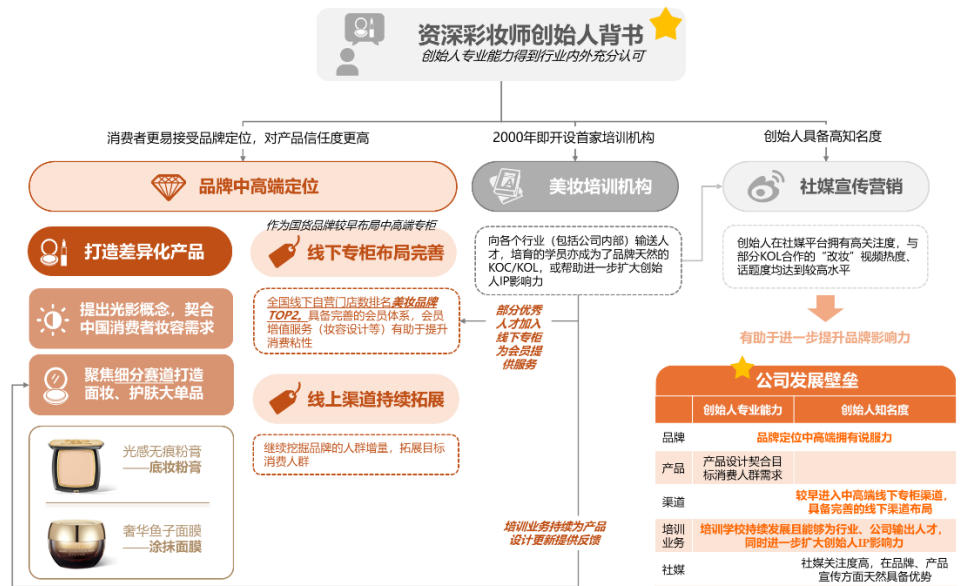 资深彩妆师创始人背书
创始人专业能力得到行业内外充分认可
消费者更易接受品牌定位，对产品信任度更高
2000年即开设首家培训机构
创始人具备高知名度
品牌中高端定位
美妆培训机构
社媒宣传营销
作为国货品牌较早布局中高端专柜
打造差异化产品
线下专柜布局完善
向各个行业（包括公司内部）输送人
才，培育的学员亦成为了品牌天然的
KOC/KOL，或帮助进一步扩大创始
人IP影响力
创始人在社媒平台拥有高关注度，与
部分KOL合作的“改妆”视频热度、
话题度均达到较高水平
提出光影概念，契合
中国消费者妆容需求
全国线下自营门店数排名美妆品牌
TOP2，具备完善的会员体系，会员
增值服务（妆容设计等）有助于提升
消费粘性
部分优秀
人才加入
线下专柜
为会员提
供服务
有助于进一步提升品牌影响力
聚焦细分赛道打造
面妆、护肤大单品
线上渠道持续拓展
继续挖掘品牌的人群增量，拓展目标
消费人群
光感无痕粉膏
——底妆粉膏
奢华鱼子面膜
——涂抹面膜
培训业务持续为产品
设计更新提供反馈
公司发展壁垒
创始人专业能力
创始人知名度
品牌
品牌定位中高端拥有说服力
产品
产品设计契合目
标消费人群需求
渠道
较早进入中高端线下专柜渠道，
具备完善的线下渠道布局
培训
业务
培训学校持续发展且能够为行业、公司输出人才，
同时进一步扩大创始人IP影响力
社媒
社媒关注度高，在品牌、产品
宣传方面天然具备优势